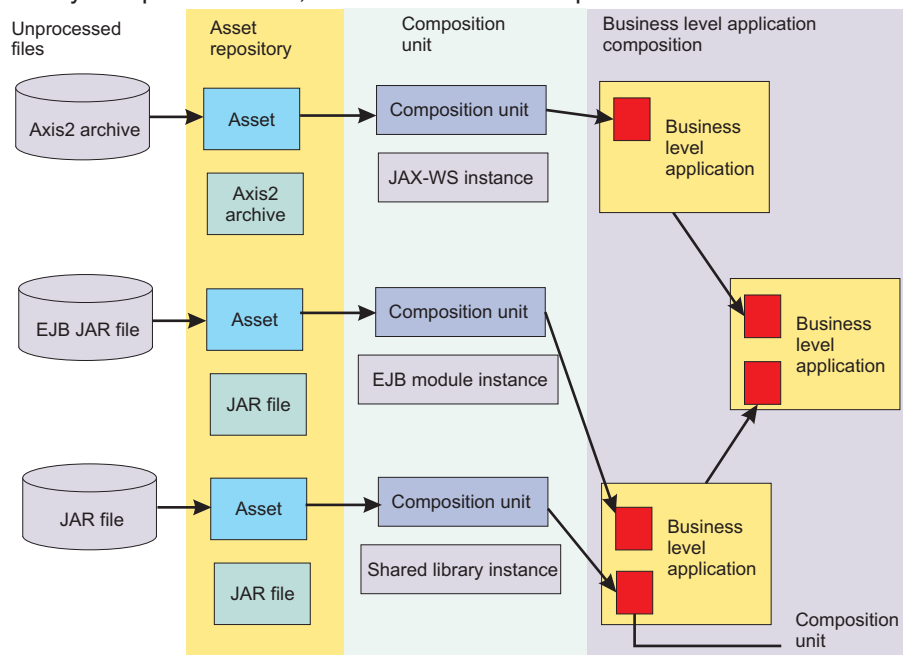 Unprocessed
files
Asset
repository
Composition
unit
Business level application
composition
Axis2 archive
Asset
Composition unit
Business
level
application
JAX-WS instance
Axis2
archive
EJB JAR file
Asset
Composition unit
Business
level
application
EJB module instance
JAR file
JAR file
Asset
Composition unit
Business
level
application
Shared library instance
JAR file
Composition
unit